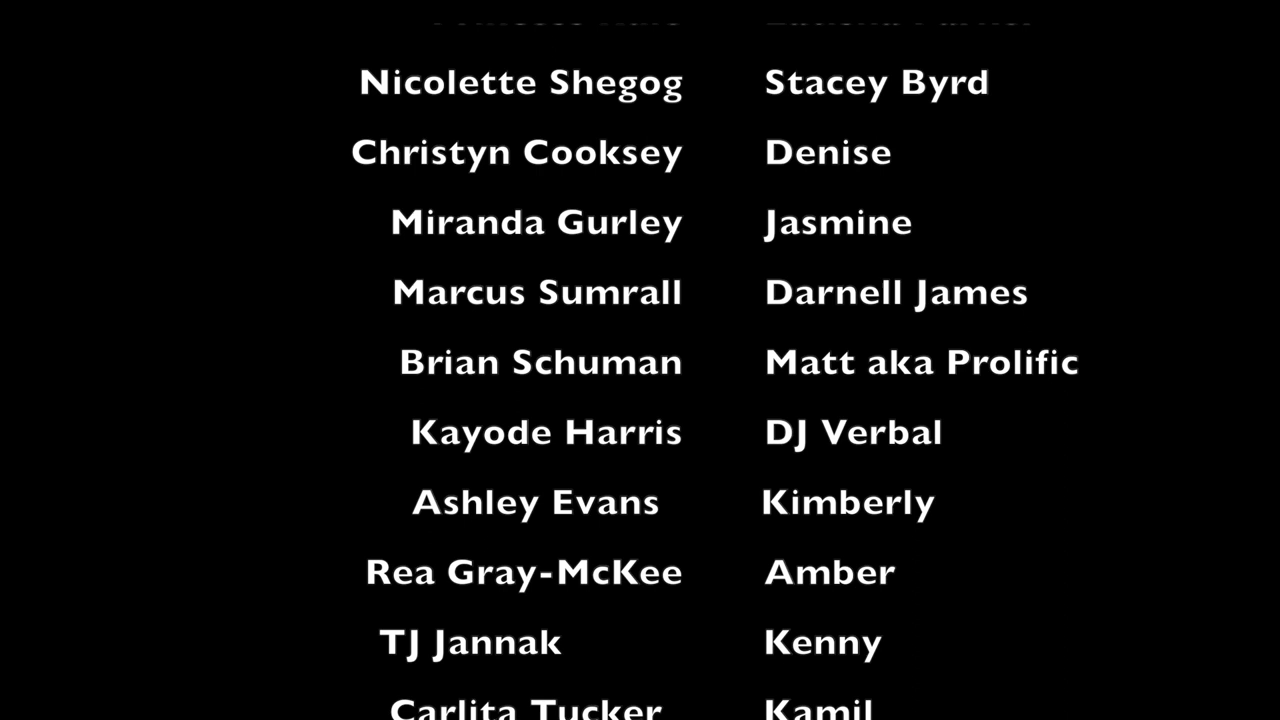 Nicolette Shegog Stacey Byrd
Christyn Cooksey Denise
Miranda Gurley Jasmine
Marcus Sumrall Darnell James
Brian Schuman Matt aka Prolific
Kayode Harris DJ Verbal
Ashley Evans Kimberly
Rea Gray-McKee Amber
TJ Jannak Kenny
Carlita Tucker Kamil